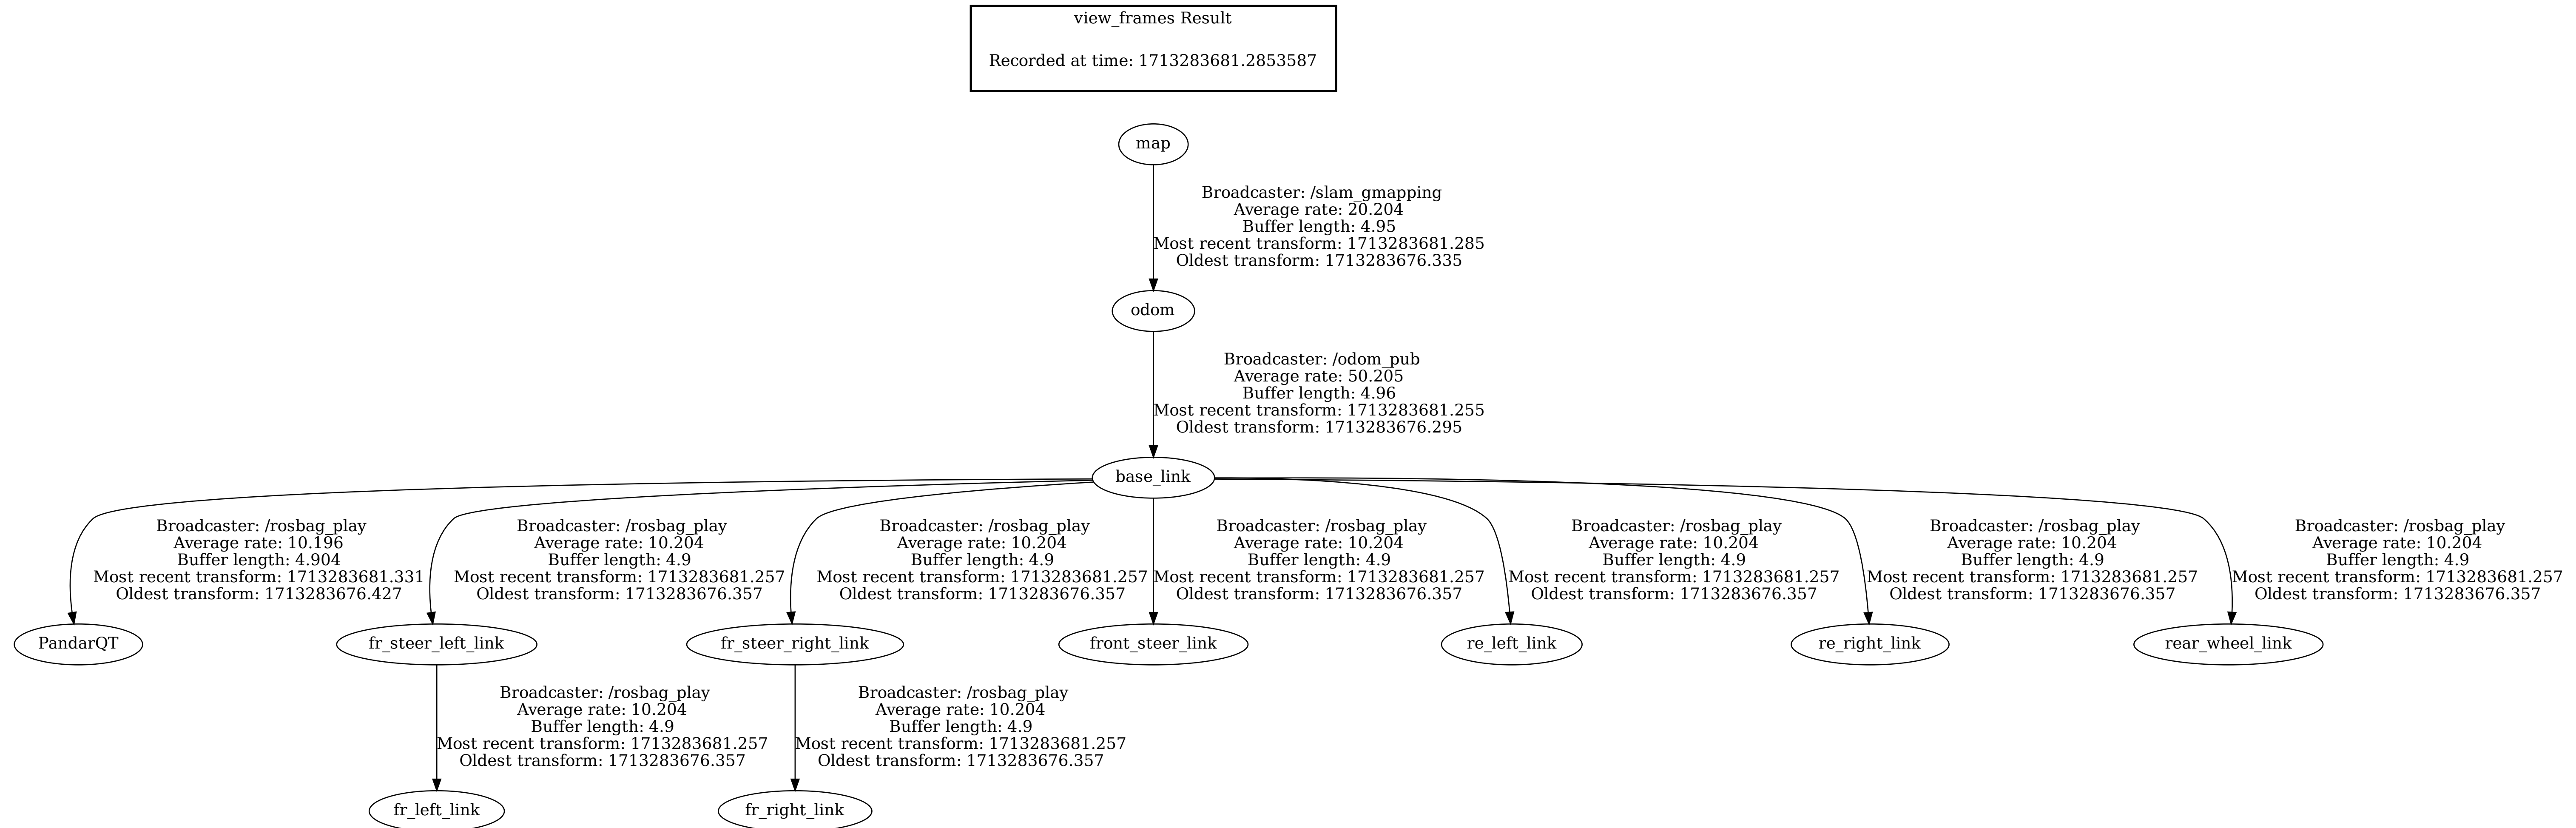 view_frames Result
Recorded at time: 1713283681.2853587
map
Broadcaster: /slam_gmapping
Average rate: 20.204
Buffer length: 4.95
Most recent transform: 1713283681.285
Oldest transform: 1713283676.335
odom
Broadcaster: /odom_pub
Average rate: 50.205
Buffer length: 4.96
Most recent transform: 1713283681.255
Oldest transform: 1713283676.295
base_link
Broadcaster: /rosbag_play
Average rate: 10.196
Buffer length: 4.904
Most recent transform: 1713283681.331
Oldest transform: 1713283676.427
Broadcaster: /rosbag_play
Average rate: 10.204
Buffer length: 4.9
Most recent transform: 1713283681.257
Oldest transform: 1713283676.357
Broadcaster: /rosbag_play
Average rate: 10.204
Buffer length: 4.9
Most recent transform: 1713283681.257
Oldest transform: 1713283676.357
Broadcaster: /rosbag_play
Average rate: 10.204
Buffer length: 4.9
Most recent transform: 1713283681.257
Oldest transform: 1713283676.357
Broadcaster: /rosbag_play
Average rate: 10.204
Buffer length: 4.9
Most recent transform: 1713283681.257
Oldest transform: 1713283676.357
Broadcaster: /rosbag_play
Average rate: 10.204
Buffer length: 4.9
Most recent transform: 1713283681.257
Oldest transform: 1713283676.357
Broadcaster: /rosbag_play
Average rate: 10.204
Buffer length: 4.9
Most recent transform: 1713283681.257
Oldest transform: 1713283676.357
PandarQT
fr_steer_left_link
fr_steer_right_link
front_steer_link
re_left_link
re_right_link
rear_wheel_link
Broadcaster: /rosbag_play
Average rate: 10.204
Buffer length: 4.9
Most recent transform: 1713283681.257
Oldest transform: 1713283676.357
Broadcaster: /rosbag_play
Average rate: 10.204
Buffer length: 4.9
Most recent transform: 1713283681.257
Oldest transform: 1713283676.357
fr_left_link
fr_right_link